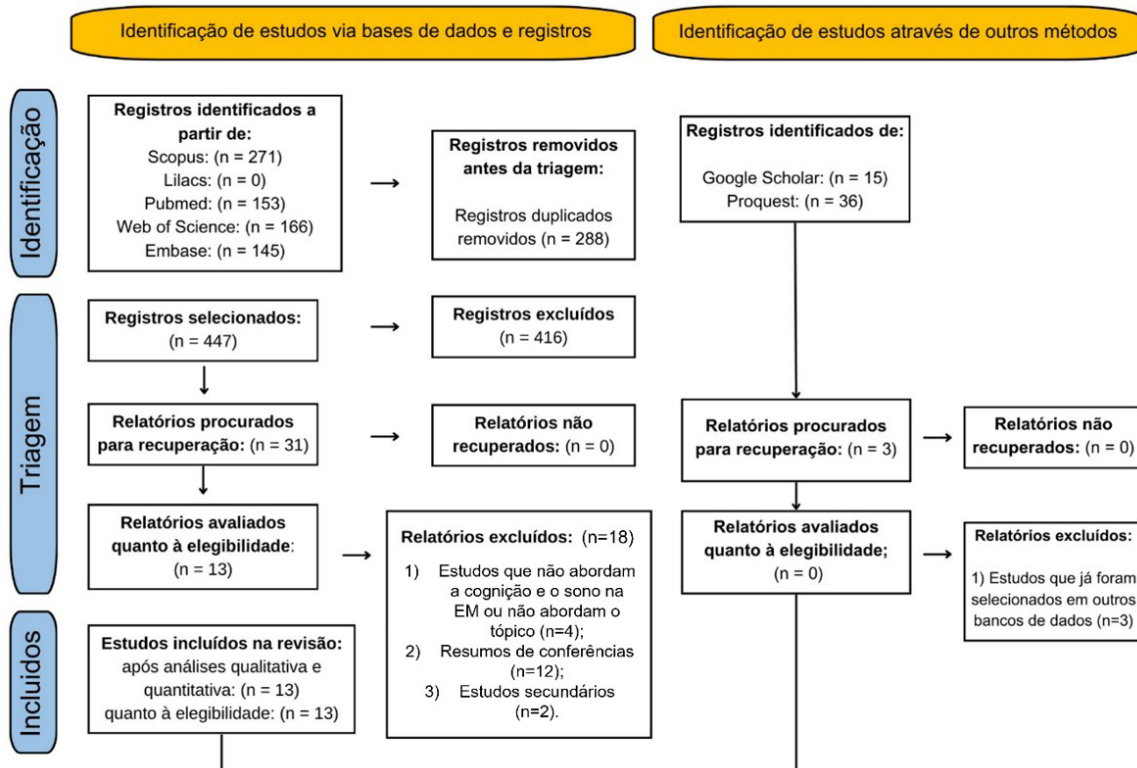 Identificação de estudos via bases de dados e registros
Identificação de estudos através de outros métodos
Identificação
Registros identificados a
partir de:
Scopus: (n = 271)
Lilacs: (n = 0)
Pubmed: (n = 153)
Web of Science: (n = 166)
Embase: (n = 145)
Registros removidos
antes da triagem:
Registros duplicados
removidos (n = 288)
Registros identificados de:
Google Scholar: (n = 15)
Proquest: (n = 36)
Triagem
Registros selecionados:
(n = 447)
Registros excluídos
(n = 416)
Relatórios procurados
para recuperação: (n = 31)
Relatórios não
recuperados: (n = 0)
Relatórios procurados
para recuperação: (n = 3)
Relatórios não
recuperados: (n = 0)
Relatórios avaliados
quanto à elegibilidade:
(n = 13)
Relatórios excluídos: (n=18)
1) Estudos que não abordam
a cognição e o sono na
EM ou não abordam o
tópico (n=4);
2) Resumos de conferências
(n=12);
3) Estudos secundários
(n=2).
Relatórios avaliados
quanto à elegibilidade;
(n = 0)
Relatórios excluídos:
1) Estudos que já foram
selecionados em outros
bancos de dados (n=3)
Incluidos
Estudos incluídos na revisão:
após análises qualitativa e
quantitativa: (n = 13)
quanto à elegibilidade: (n = 13)